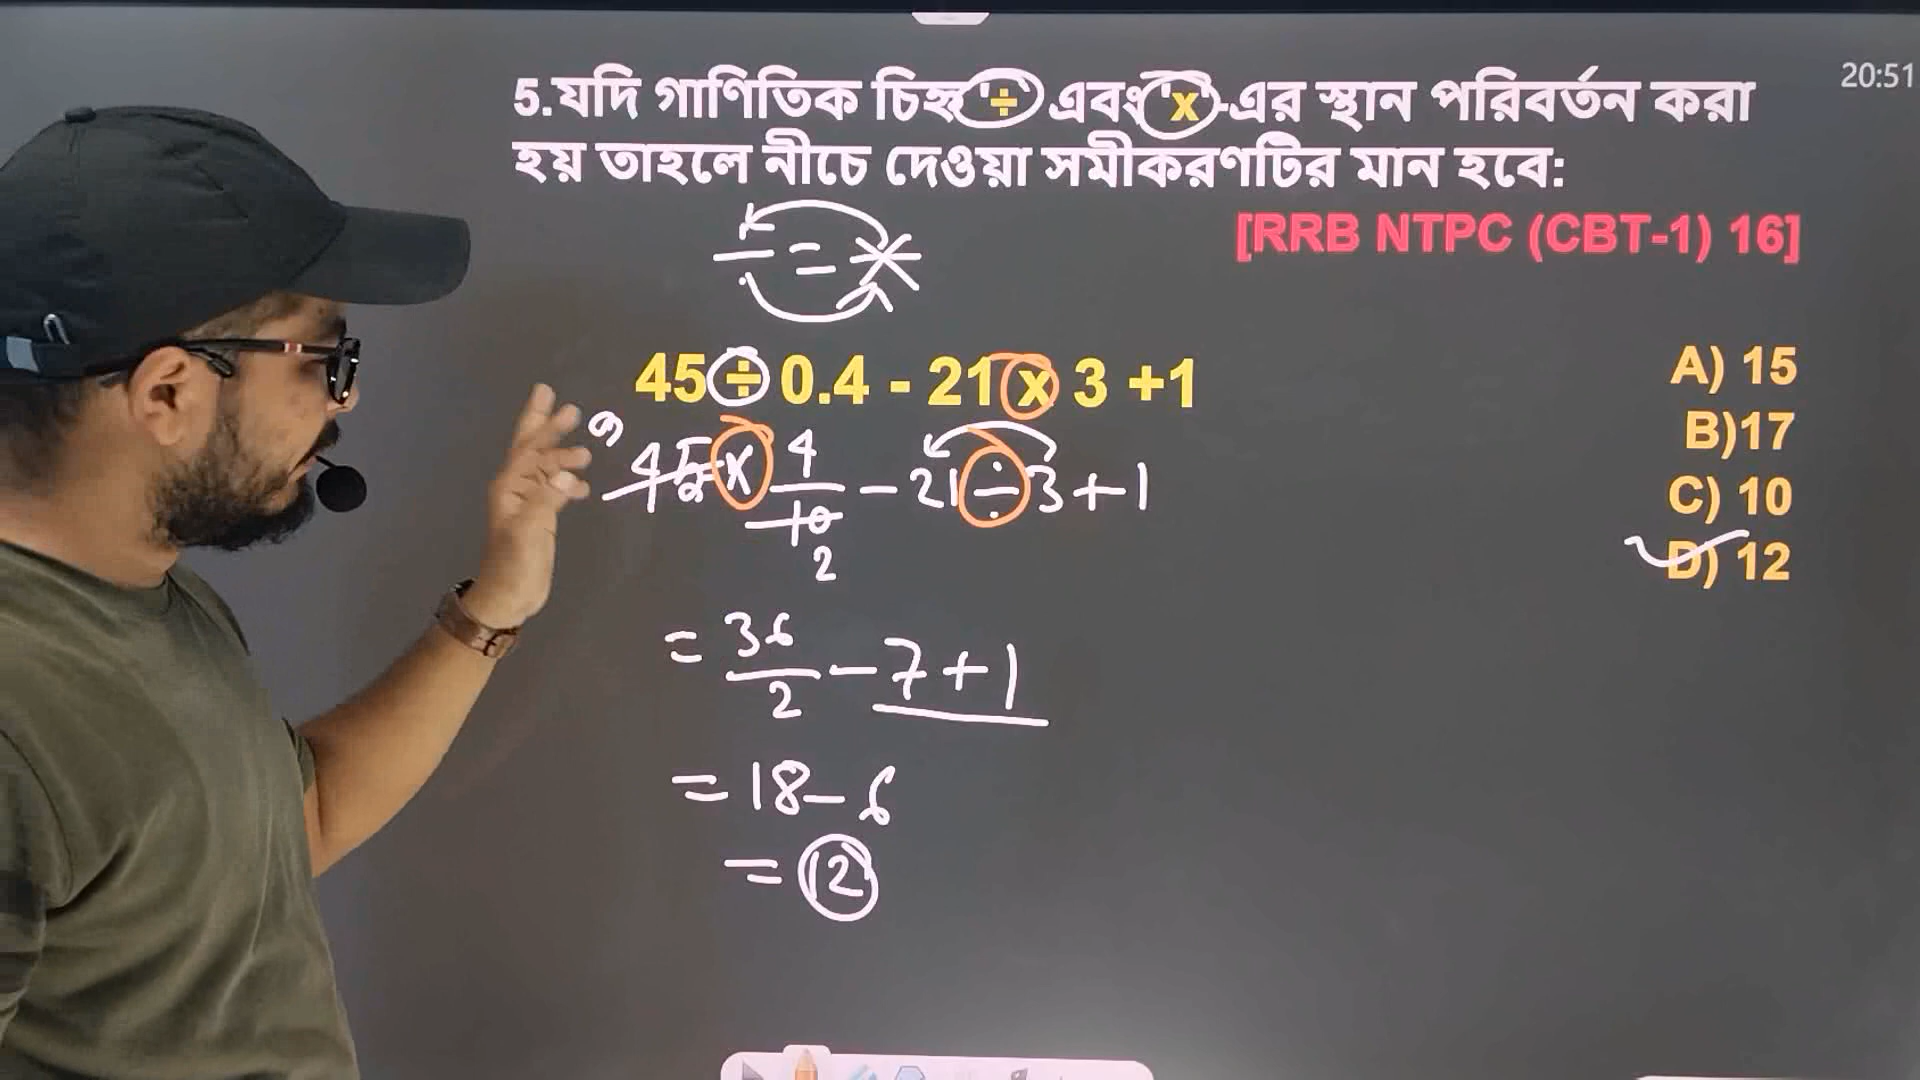 20:51
5.যদি গাণিতিক চিহ্ন '÷' এবং 'x'-এর স্থান পরিবর্তন করা
হয় তাহলে নীচে দেওয়া সমীকরণটির মান হবে:
[RRB NTPC (CBT-1) 16]
÷ = ×
45 ÷ 0.4 - 21 x 3 +1
A) 15
B)17
C) 10
D) 12
9
45 × 4/10 - 21 ÷ 3 + 1
2
= 36/2 - 7 + 1
= 18 - 6
= 12